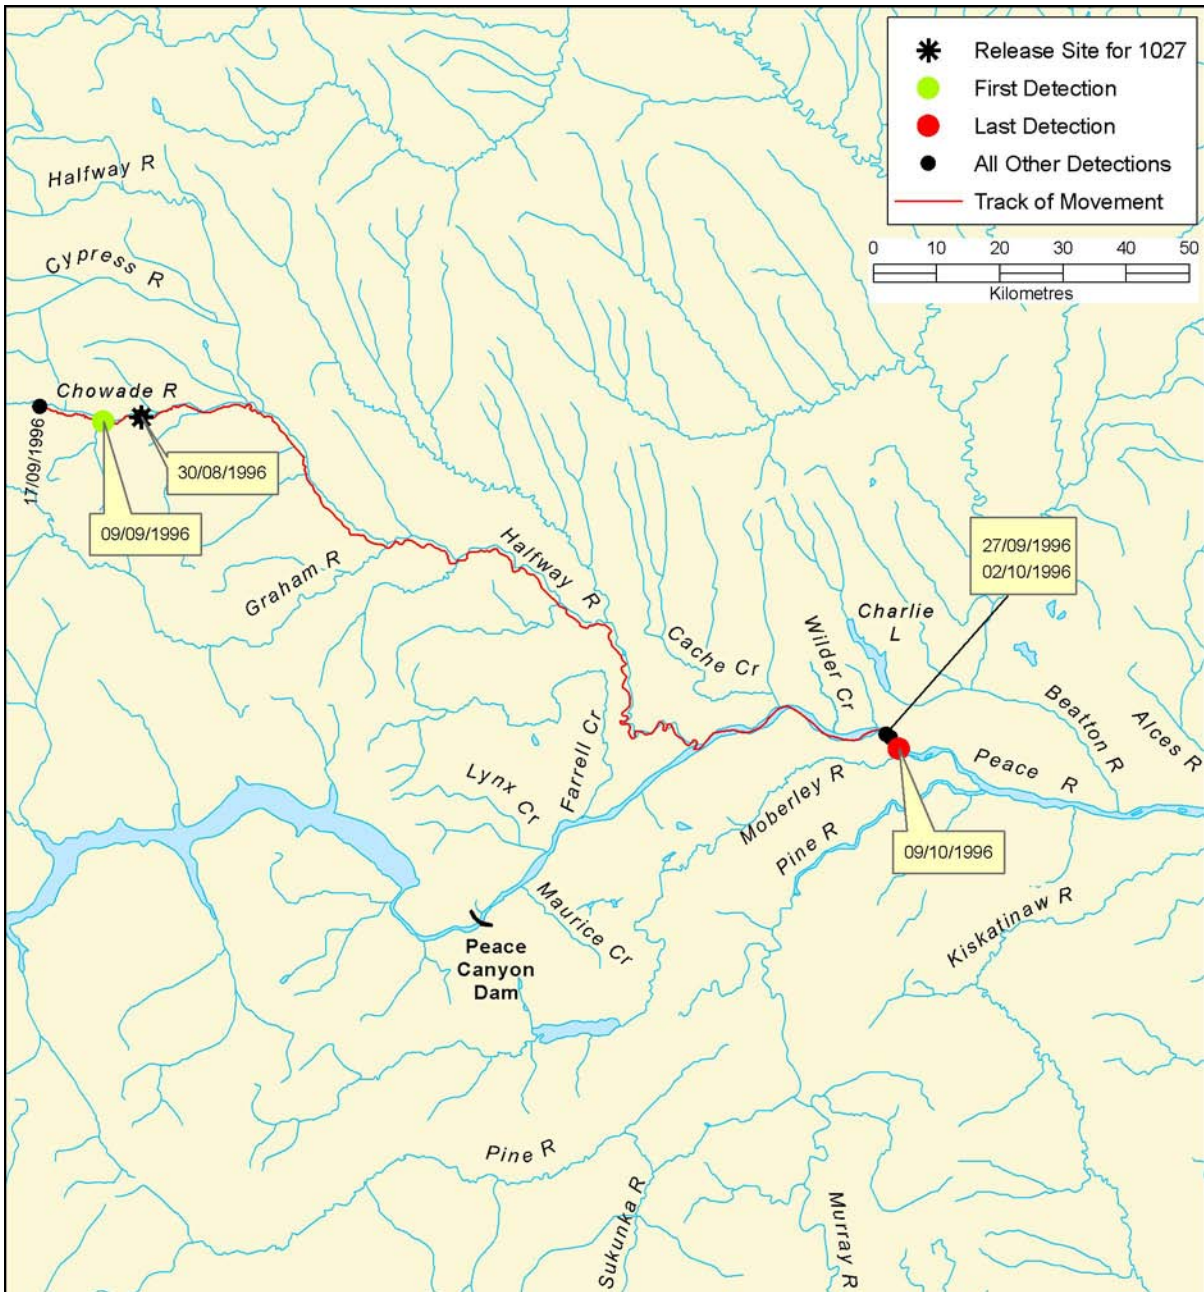 Release Site for 1027
First Detection
Last Detection
All Other Detections
Track of Movement
0 10 20 30 40 50
Kilometres
Halfway R
Cypress R
Chowade R
17/09/1996
30/08/1996
09/09/1996
Graham R
Halfway R
27/09/1996
02/10/1996
Charlie
L
Wilder Cr
Cache Cr
Beatton R
Alces R
Farrell Cr
Lynx Cr
Peace R
Moberley R
Pine R
09/10/1996
Kiskatinaw R
Maurice Cr
Peace
Canyon
Dam
Pine R
Sukunka R
Murray R